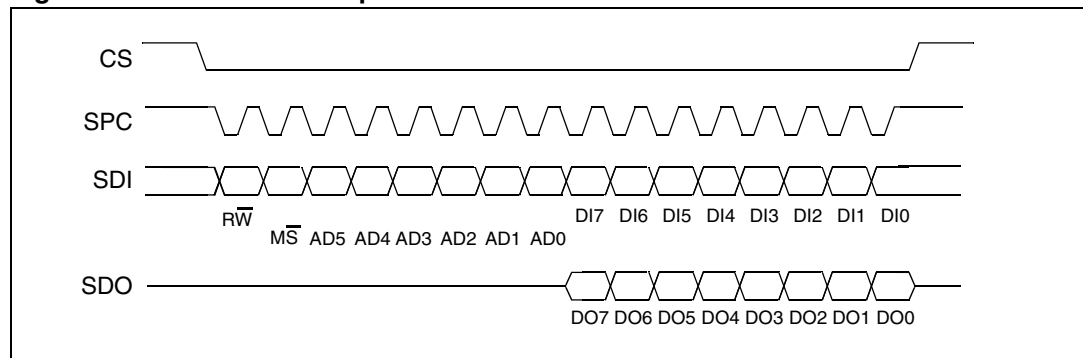 CS
SPC
SDI
DI7 DI6 DI5 DI4 DI3 DI2 DI1 DI0
RW̅
MS̅ AD5 AD4 AD3 AD2 AD1 AD0
SDO
DO7 DO6 DO5 DO4 DO3 DO2 DO1 DO0